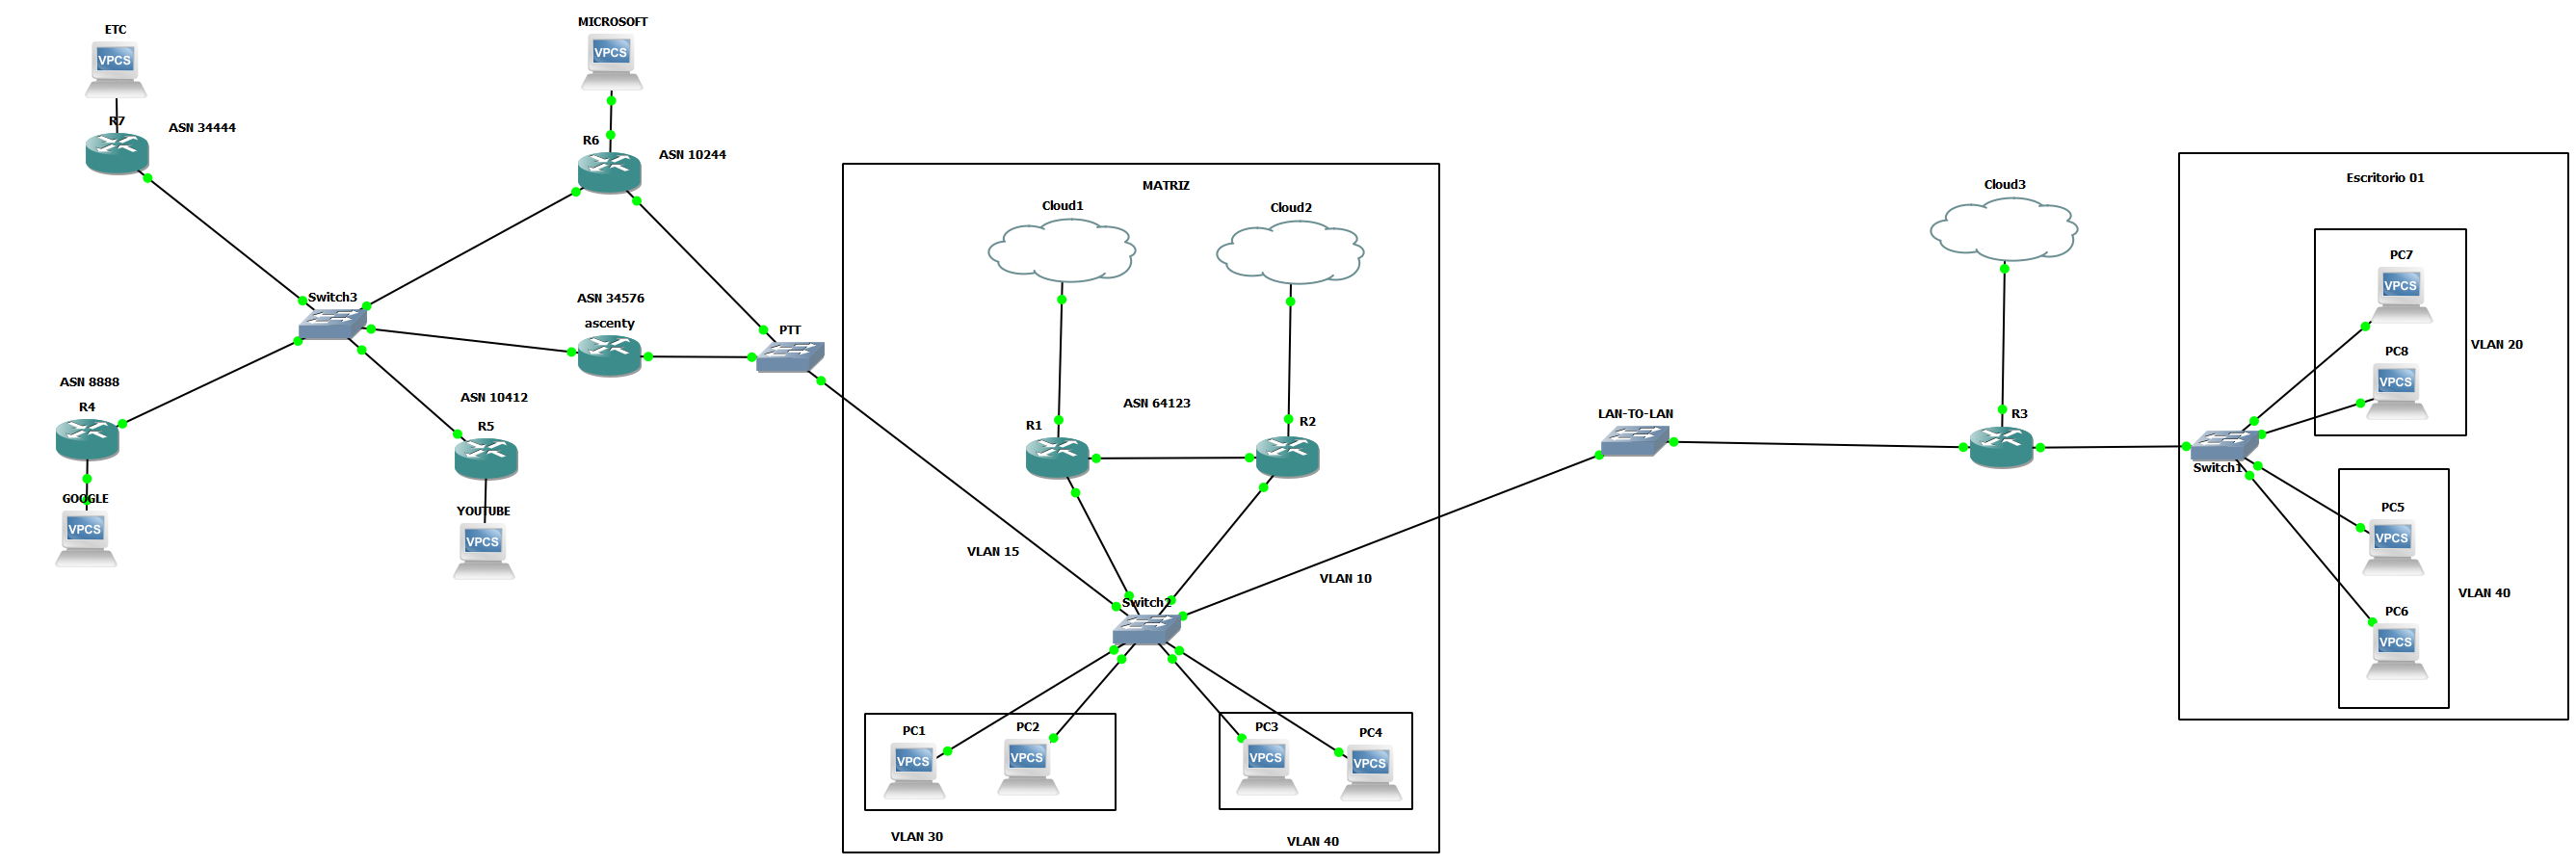 ETC
VPCS
R7
ASN 34444
MICROSOFT
VPCS
R6
ASN 10244
Switch3
ASN 34576
ascenty
PTT
ASN 8888
R4
GOOGLE
VPCS
ASN 10412
R5
YOUTUBE
VPCS
MATRIZ
Cloud1
Cloud2
ASN 64123
R1
R2
VLAN 15
VLAN 10
Switch2
PC1
VPCS
PC2
VPCS
VLAN 30
PC3
VPCS
PC4
VPCS
VLAN 40
LAN-TO-LAN
Cloud3
R3
Escritorio 01
Switch1
PC7
VPCS
PC8
VPCS
VLAN 20
PC5
VPCS
PC6
VPCS
VLAN 40